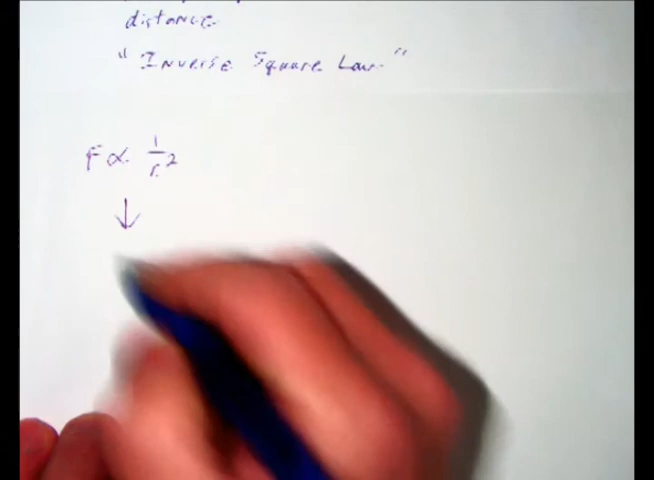 distance
"Inverse Square Law"
F ∝ 1/r²
↓